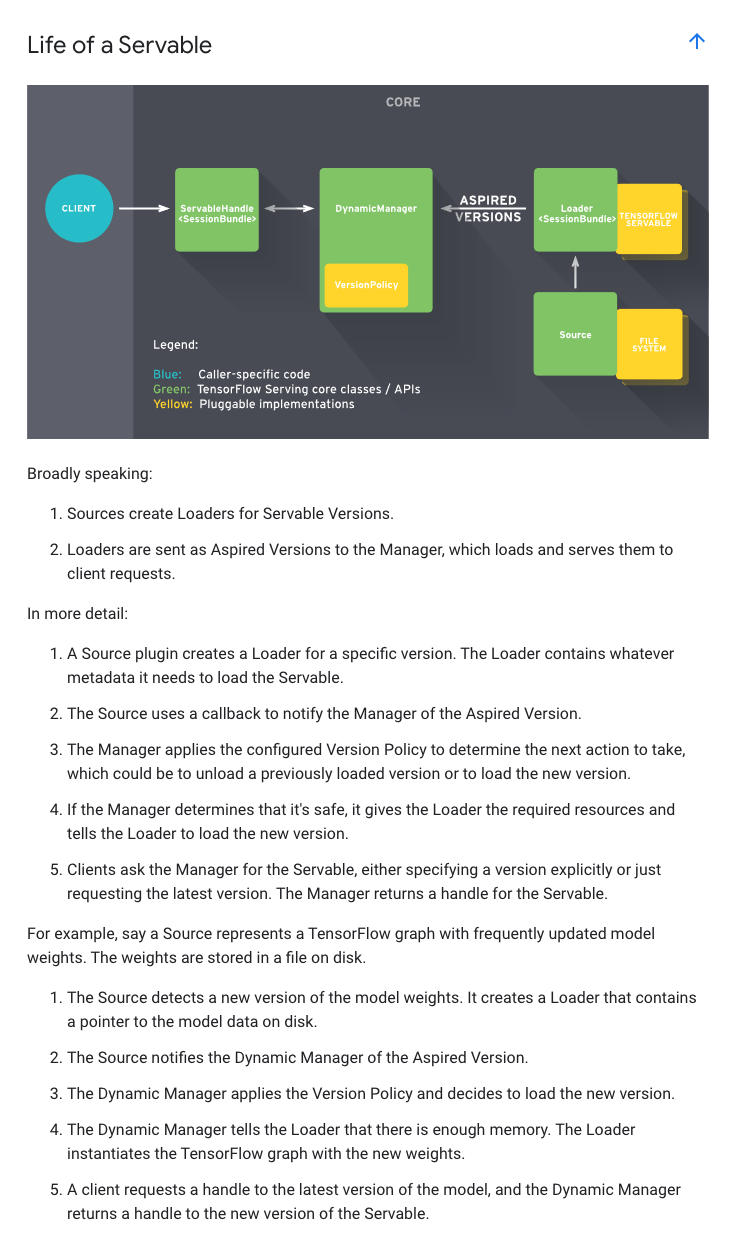 Life of a Servable
CORE
CLIENT
ServableHandle
<SessionBundle>
DynamicManager
VersionPolicy
ASPIRED
VERSIONS
Loader
<SessionBundle>
TENSORFLOW
SERVABLE
Source
FILE
SYSTEM
Legend:
Blue: Caller-specific code
Green: TensorFlow Serving core classes / APIs
Yellow: Pluggable implementations
Broadly speaking:
1. Sources create Loaders for Servable Versions.
2. Loaders are sent as Aspired Versions to the Manager, which loads and serves them to
client requests.
In more detail:
1. A Source plugin creates a Loader for a specific version. The Loader contains whatever
metadata it needs to load the Servable.
2. The Source uses a callback to notify the Manager of the Aspired Version.
3. The Manager applies the configured Version Policy to determine the next action to take,
which could be to unload a previously loaded version or to load the new version.
4. If the Manager determines that it's safe, it gives the Loader the required resources and
tells the Loader to load the new version.
5. Clients ask the Manager for the Servable, either specifying a version explicitly or just
requesting the latest version. The Manager returns a handle for the Servable.
For example, say a Source represents a TensorFlow graph with frequently updated model
weights. The weights are stored in a file on disk.
1. The Source detects a new version of the model weights. It creates a Loader that contains
a pointer to the model data on disk.
2. The Source notifies the Dynamic Manager of the Aspired Version.
3. The Dynamic Manager applies the Version Policy and decides to load the new version.
4. The Dynamic Manager tells the Loader that there is enough memory. The Loader
instantiates the TensorFlow graph with the new weights.
5. A client requests a handle to the latest version of the model, and the Dynamic Manager
returns a handle to the new version of the Servable.